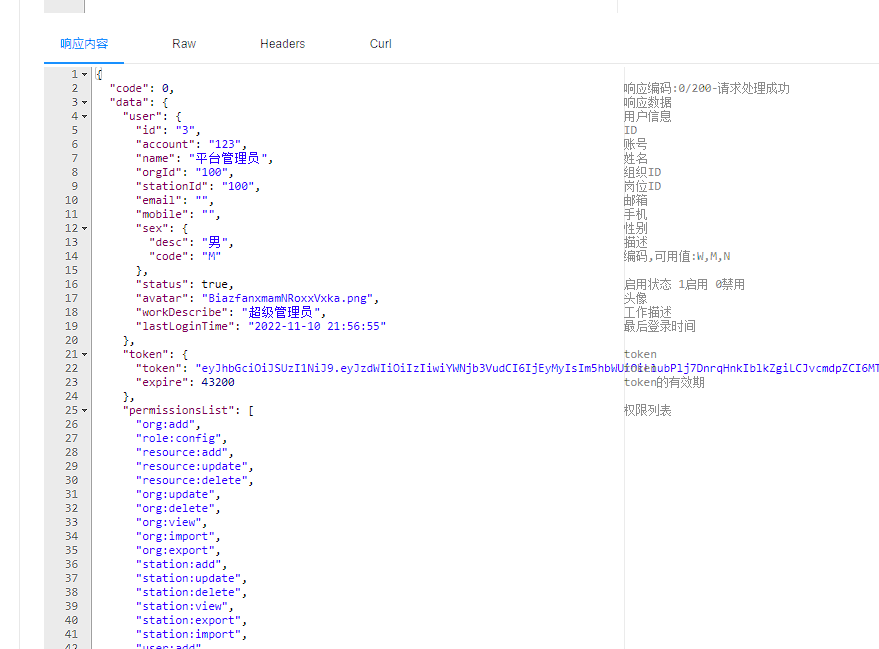 响应内容 Raw Headers Curl
1 {
2 "code": 0, 响应编码:0/200-请求处理成功
3 "data": { 响应数据
4 "user": { 用户信息
5 "id": "3", ID
6 "account": "123", 账号
7 "name": "平台管理员", 姓名
8 "orgId": "100", 组织ID
9 "stationId": "100", 岗位ID
10 "email": "", 邮箱
11 "mobile": "", 手机
12 "sex": { 性别
13 "desc": "男", 描述
14 "code": "M" 编码,可用值:W,M,N
15 },
16 "status": true, 启用状态 1启用 0禁用
17 "avatar": "BiazfanxmamNRoxxVxka.png", 头像
18 "workDescribe": "超级管理员", 工作描述
19 "lastLoginTime": "2022-11-10 21:56:55" 最后登录时间
20 },
21 "token": { token
22 "token":
23 "expire": 43200 token的有效期
24 },
25 "permissionsList": [ 权限列表
26 "org:add",
27 "role:config",
28 "resource:add",
29 "resource:update",
30 "resource:delete",
31 "org:update",
32 "org:delete",
33 "org:view",
34 "org:import",
35 "org:export",
36 "station:add",
37 "station:update",
38 "station:delete",
39 "station:view",
40 "station:export",
41 "station:import",
42 "user:add"